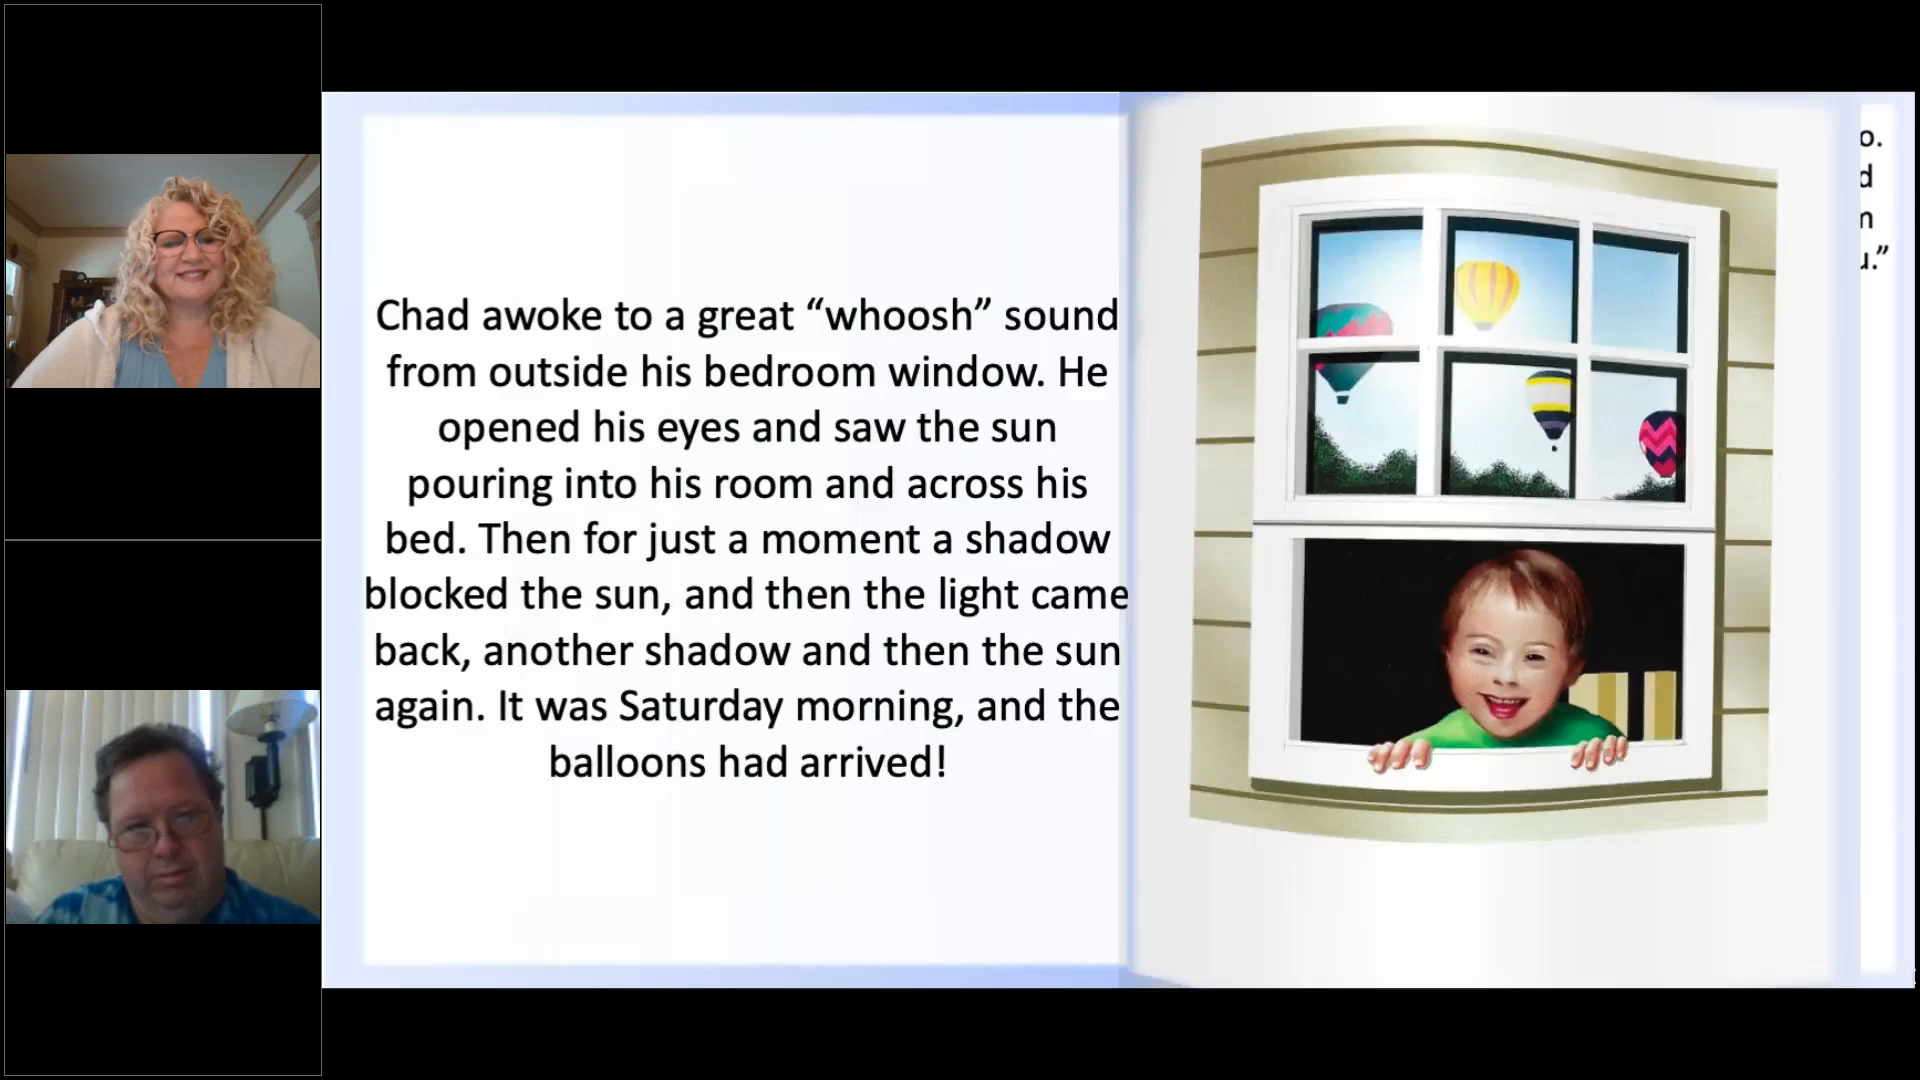 Chad awoke to a great “whoosh” sound
from outside his bedroom window. He
opened his eyes and saw the sun
pouring into his room and across his
bed. Then for just a moment a shadow
blocked the sun, and then the light came
back, another shadow and then the sun
again. It was Saturday morning, and the
balloons had arrived!